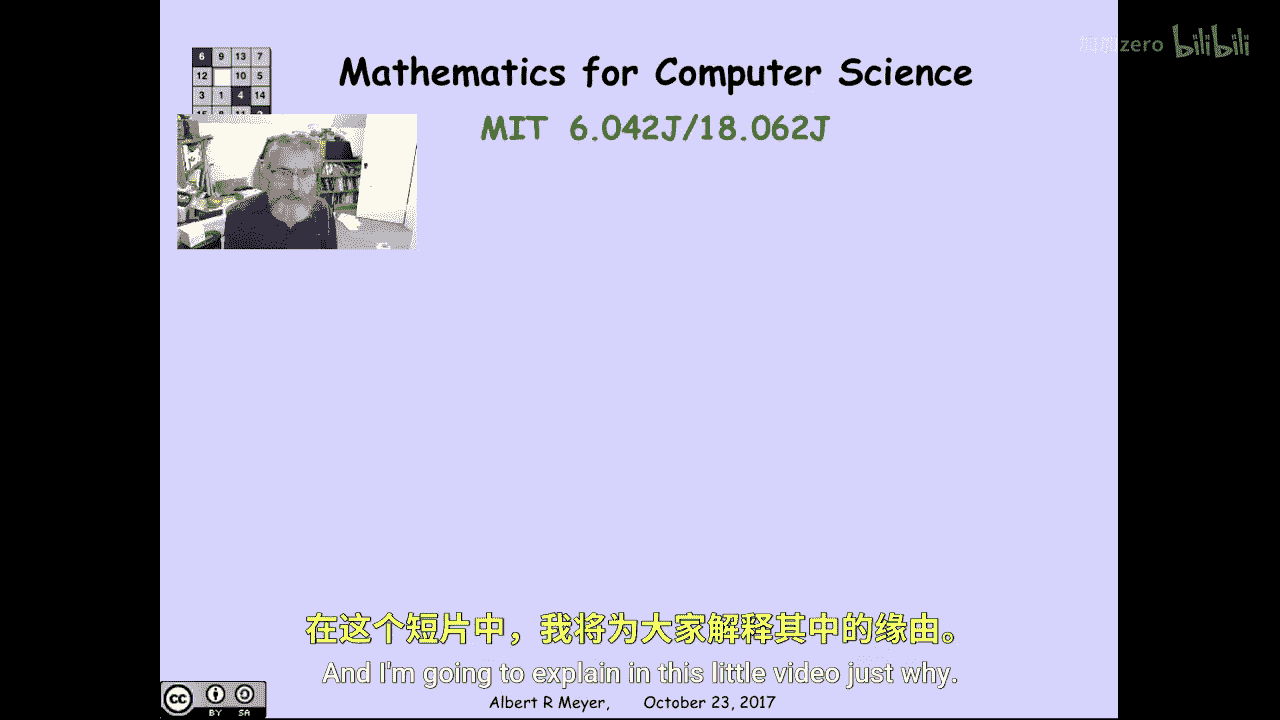 zero bilibili
6 9 13 7
12 10 5
3 1 4 14
Mathematics for Computer Science
MIT 6.042J/18.062J
在这个短片中，我将为大家解释其中的缘由。
And I'm going to explain in this little video just why.
cc BY SA
Albert R Meyer, October 23, 2017